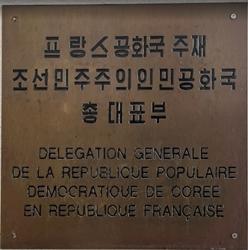 프랑스공화국 주재
조선민주주의인민공화국
총 대표부
DELEGATION GENERALE
DE LA REPUBLIQUE POPULAIRE
DEMOCRATIQUE DE COREE
EN REPUBLIQUE FRANÇAISE